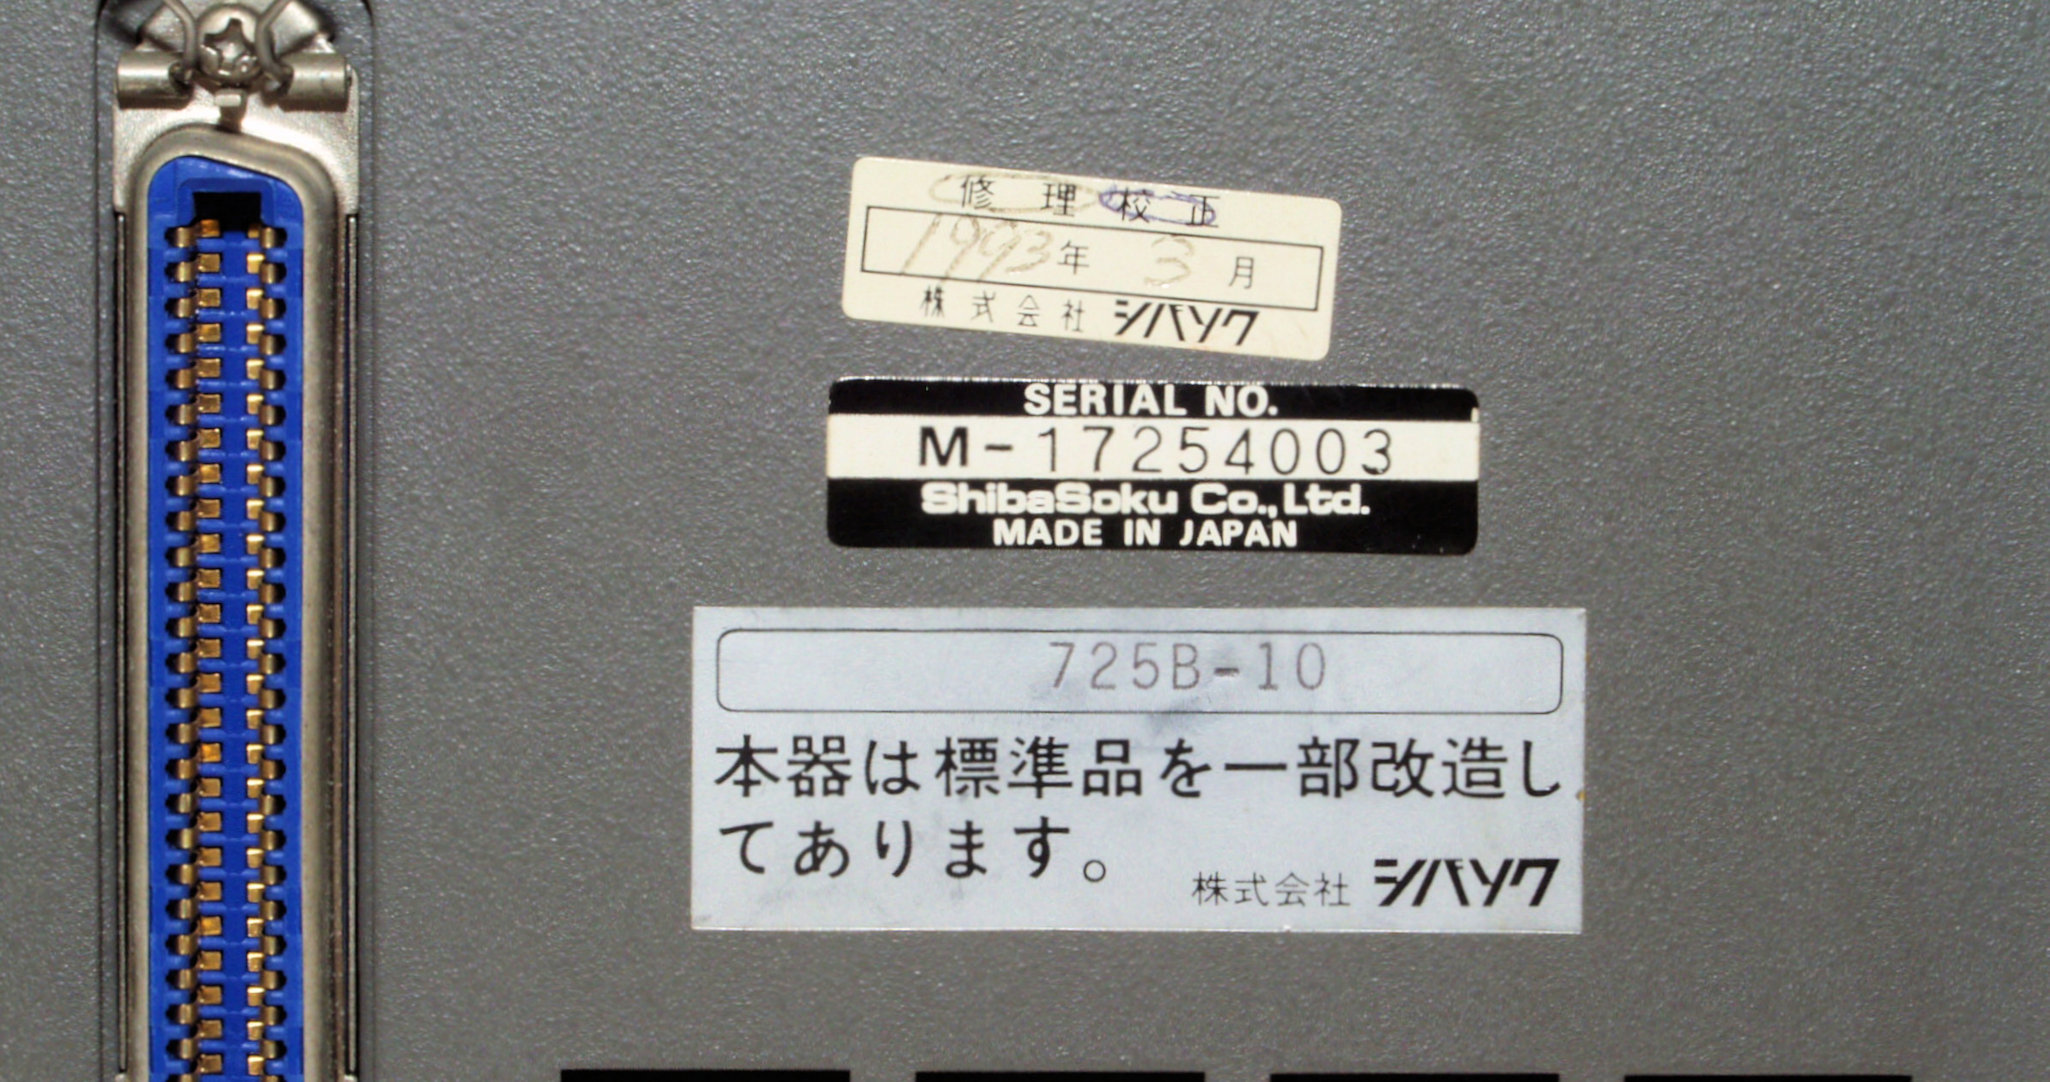 修理 校正
1993年 3月
株式会社 シバソク
SERIAL NO.
M-17254003
ShibaSoku Co.,Ltd.
MADE IN JAPAN
725B-10
本器は標準品を一部改造し
てあります。
株式会社 シバソク